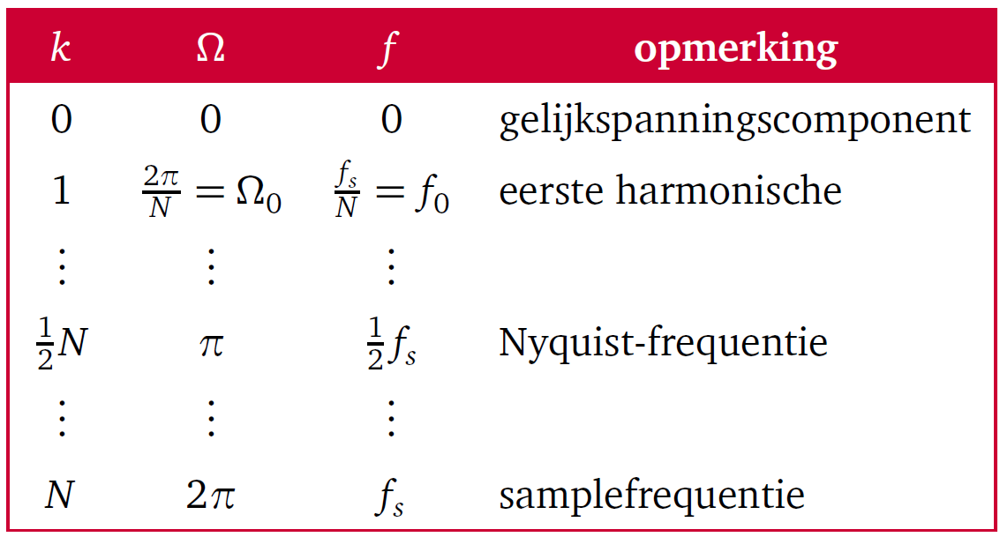 k Ω f opmerking
0 0 0 gelijkspanningscomponent
1 2π/N = Ω₀ fₛ/N = f₀ eerste harmonische
⋮ ⋮ ⋮
½N π ½fₛ Nyquist-frequentie
⋮ ⋮ ⋮
N 2π fₛ samplefrequentie